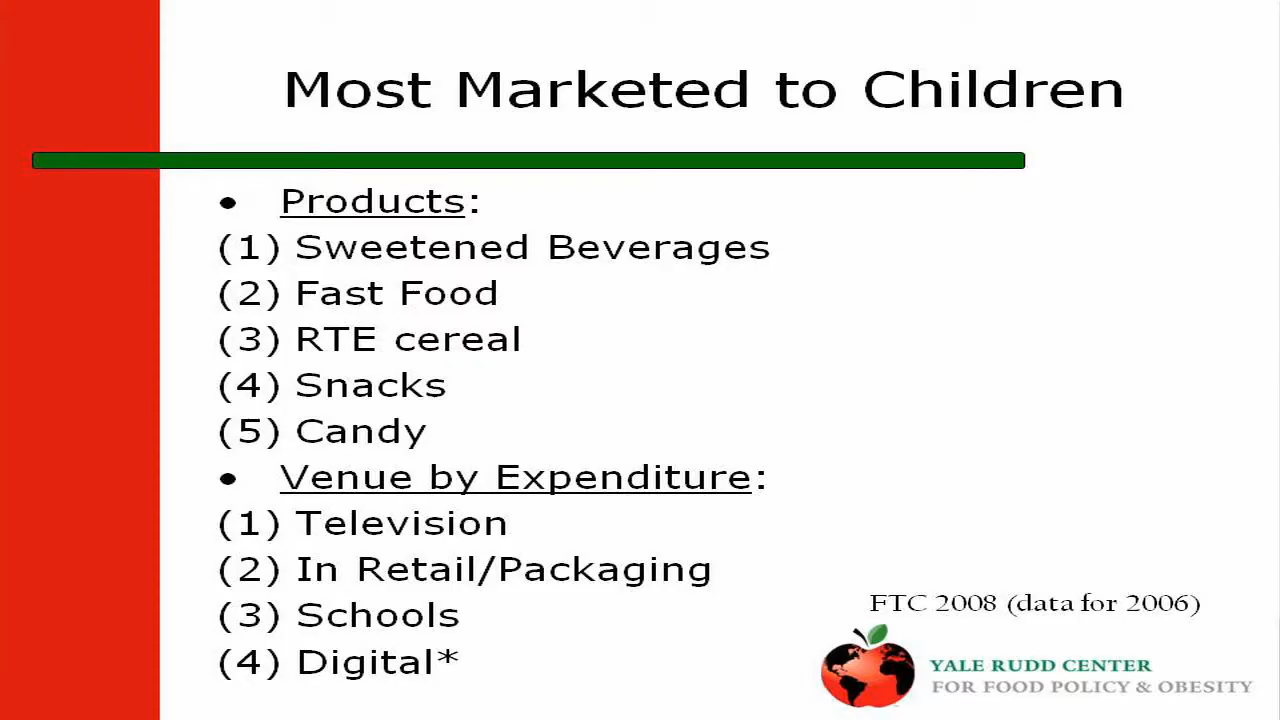 Most Marketed to Children
• Products:
(1) Sweetened Beverages
(2) Fast Food
(3) RTE cereal
(4) Snacks
(5) Candy
• Venue by Expenditure:
(1) Television
(2) In Retail/Packaging
(3) Schools
(4) Digital*
FTC 2008 (data for 2006)
YALE RUDD CENTER
FOR FOOD POLICY & OBESITY